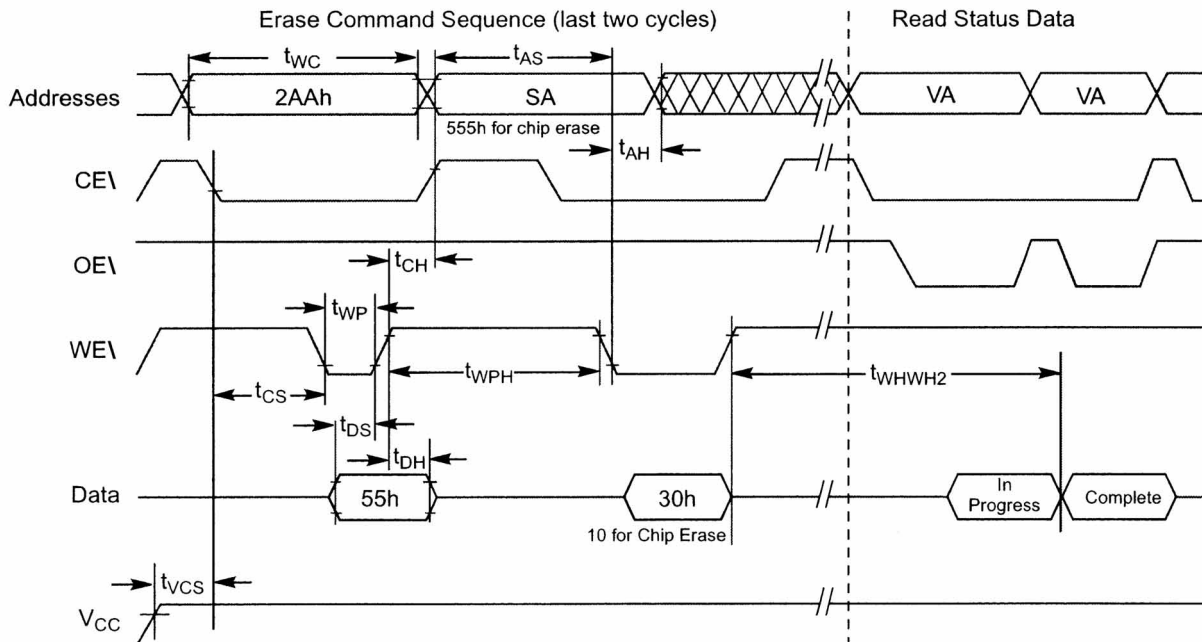 Erase Command Sequence (last two cycles)
Read Status Data
tWC
tAS
Addresses
2AAh
SA
VA
VA
555h for chip erase
tAH
CE\
OE\
tCH
tWP
WE\
tWPH
tWHWH2
tCS
tDS
tDH
Data
55h
30h
In
Progress
Complete
10 for Chip Erase
tVCS
VCC